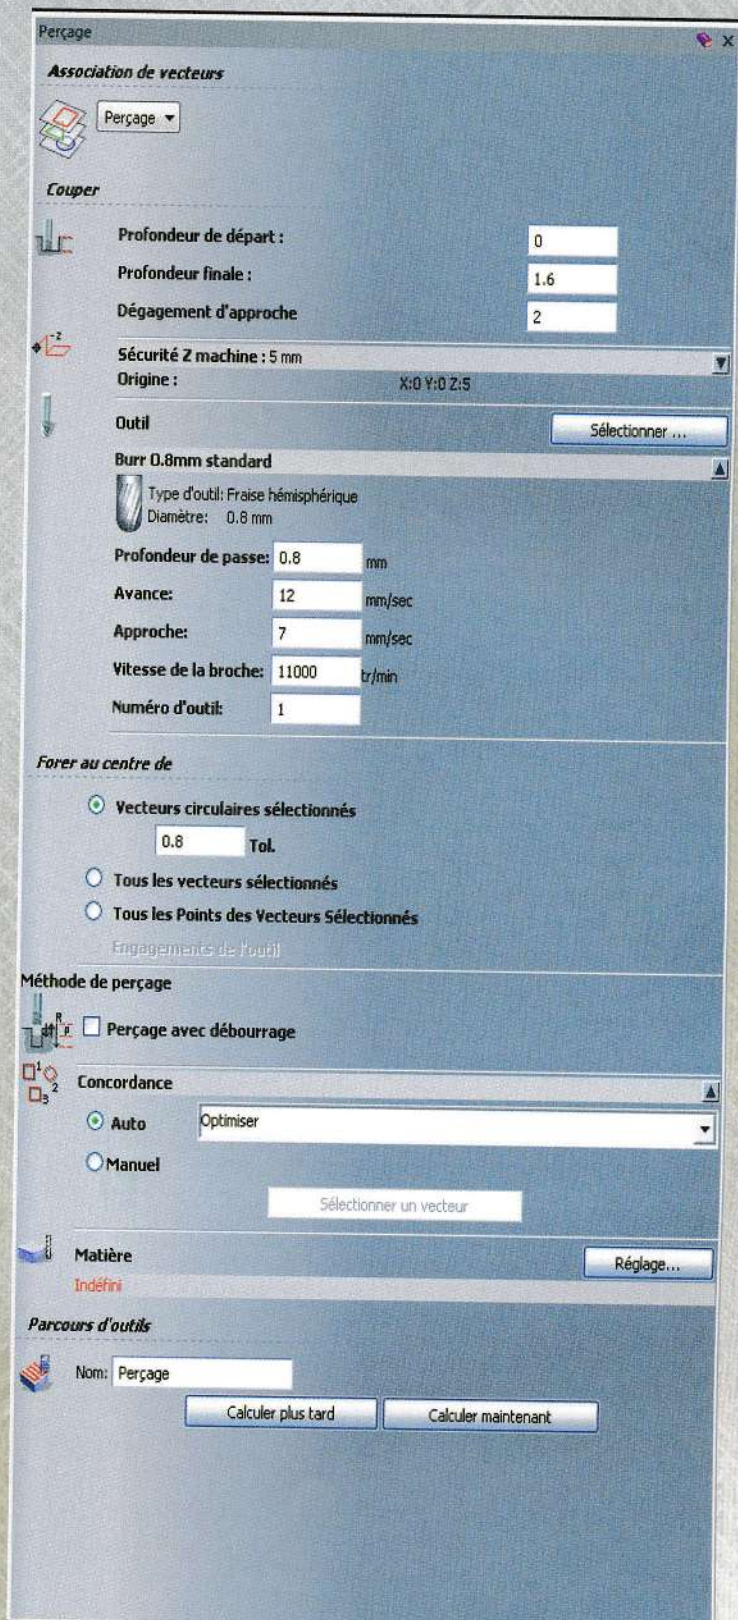 Perçage
Association de vecteurs
Perçage
Couper
Profondeur de départ : 0
Profondeur finale : 1.6
Dégagement d'approche 2
-Z
Sécurité Z machine : 5 mm
Origine : X:0 Y:0 Z:5
Outil Sélectionner ...
Burr 0.8mm standard
Type d'outil: Fraise hémisphérique
Diamètre: 0.8 mm
Profondeur de passe: 0.8 mm
Avance: 12 mm/sec
Approche: 7 mm/sec
Vitesse de la broche: 11000 tr/min
Numéro d'outil: 1
Forer au centre de
Vecteurs circulaires sélectionnés
0.8 Tol.
Tous les vecteurs sélectionnés
Tous les Points des Vecteurs Sélectionnés
Engagements de l'outil
Méthode de perçage
R P
Perçage avec débourrage
1 2 3
Concordance
Auto Optimiser
Manuel
Sélectionner un vecteur
Matière Réglage...
Indéfini
Parcours d'outils
Nom: Perçage
Calculer plus tard Calculer maintenant